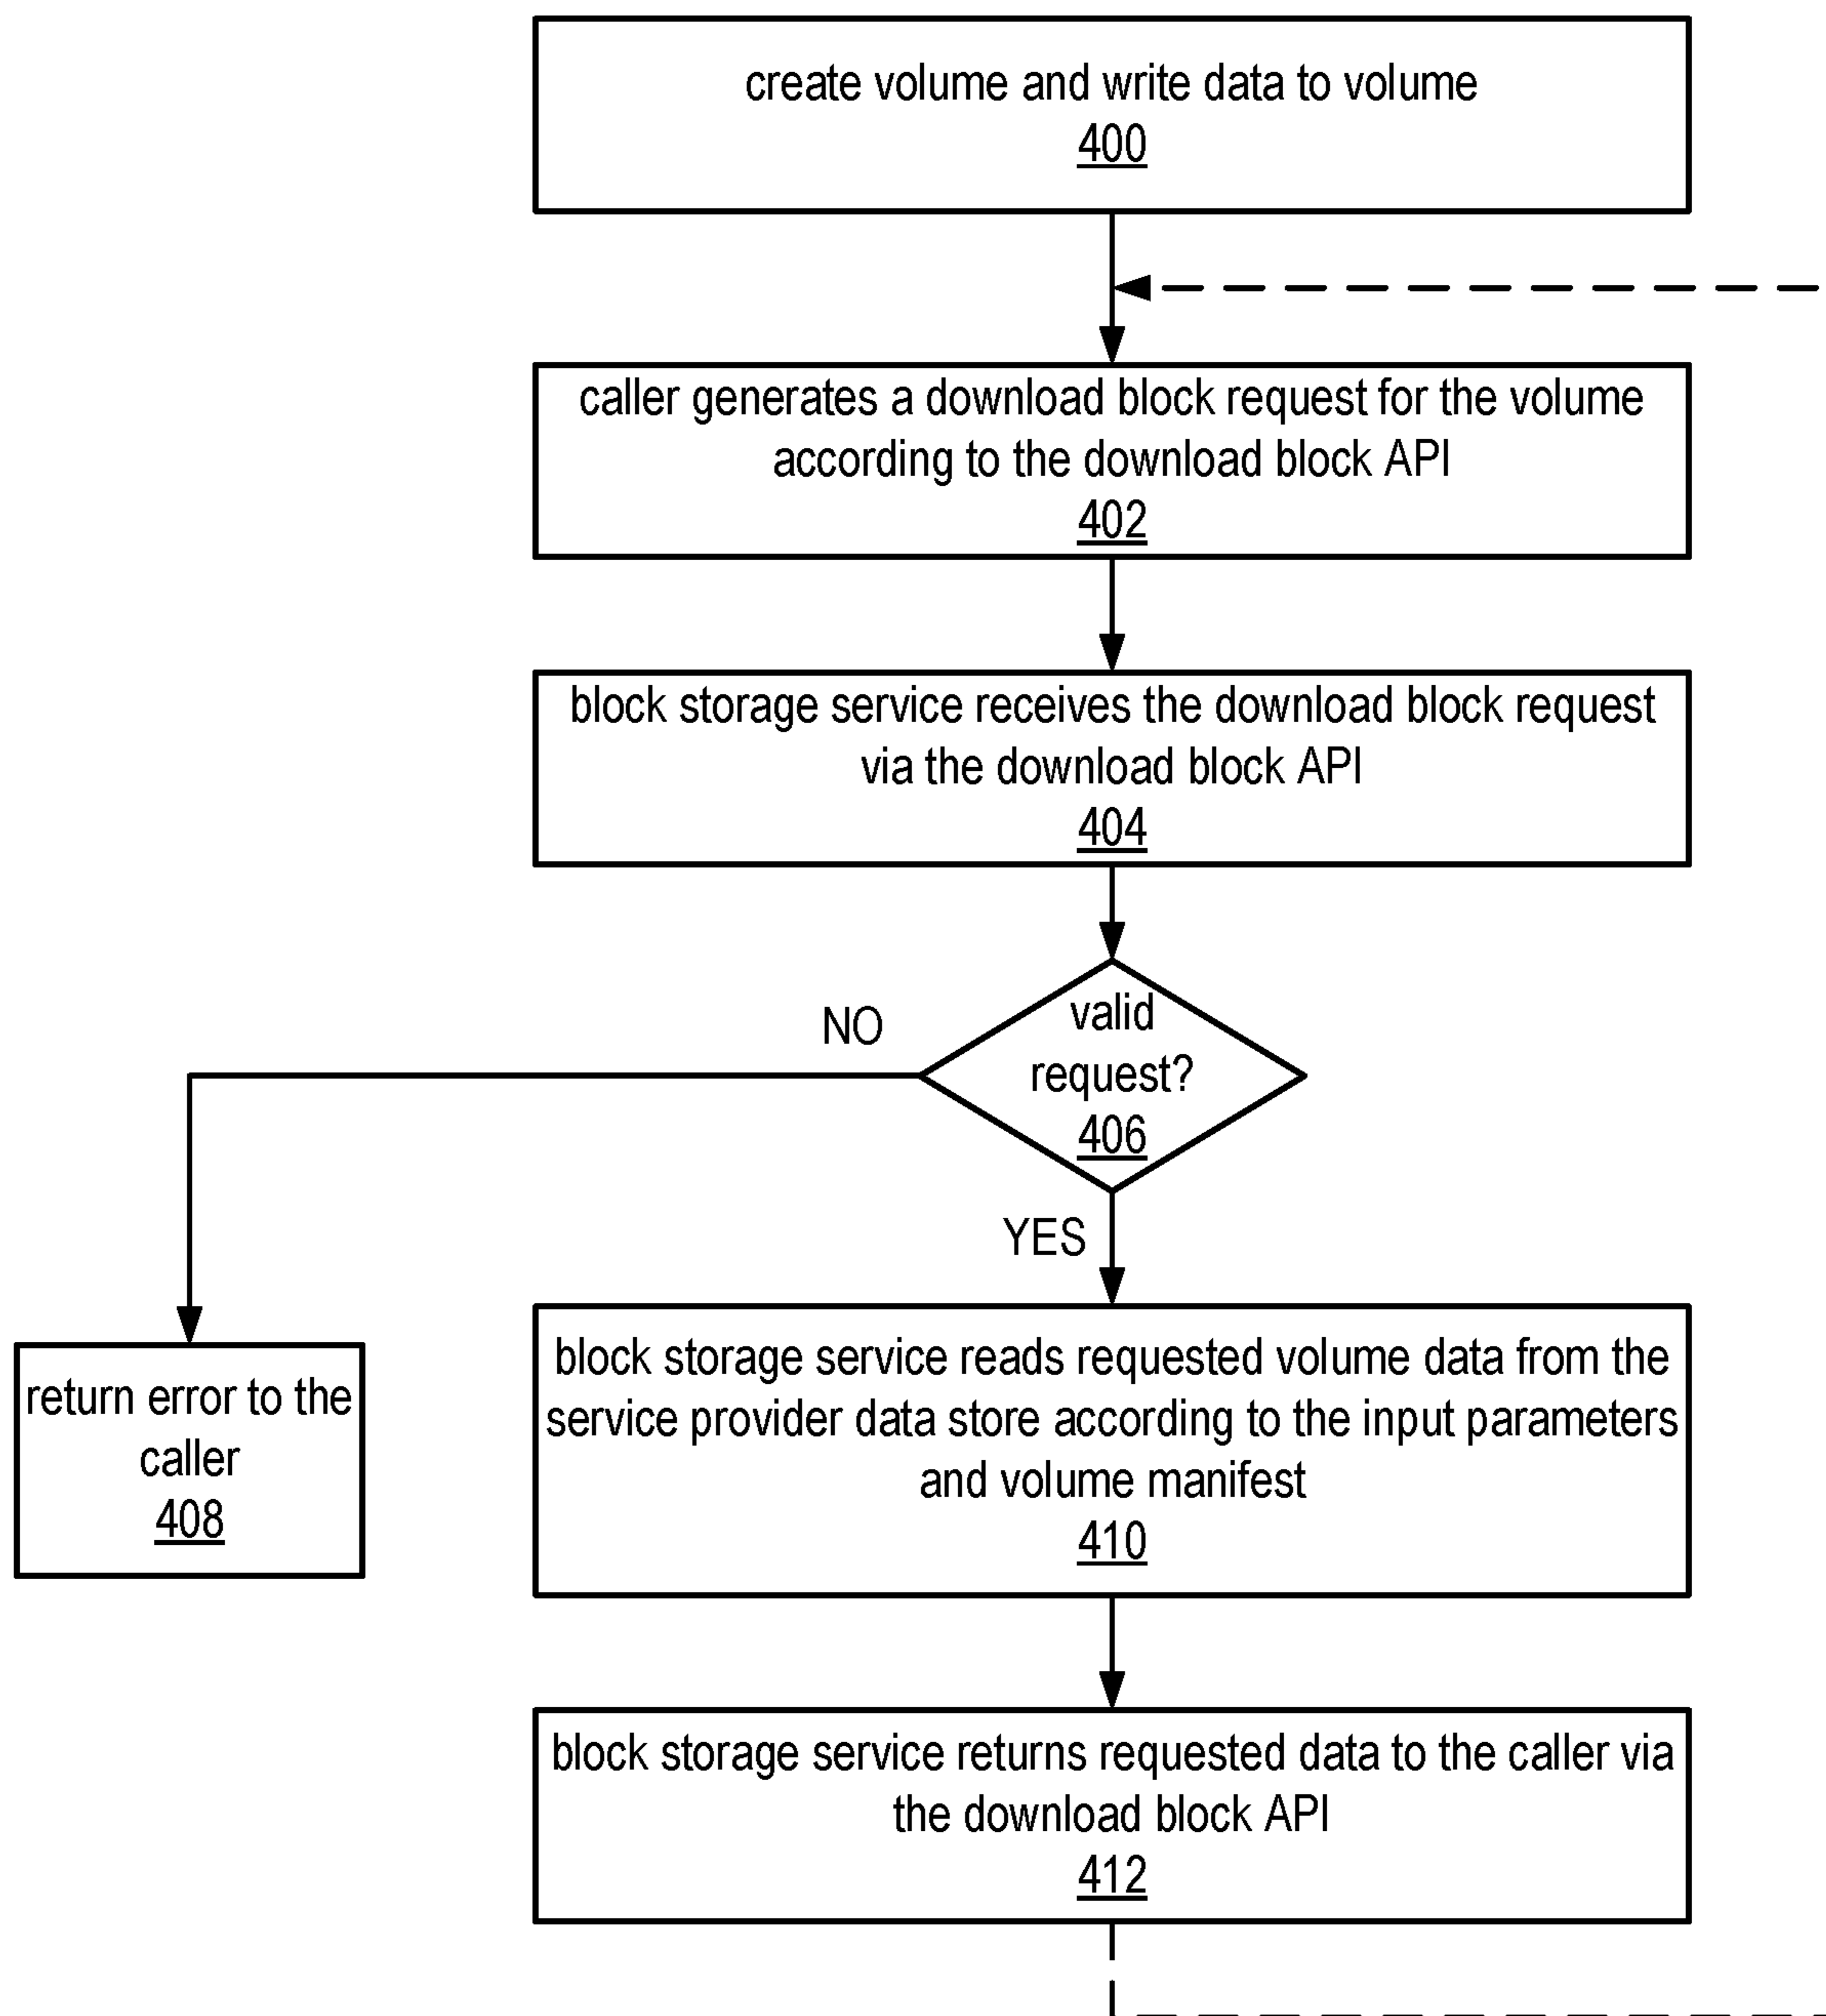 create volume and write data to volume
400
caller generates a download block request for the volume
according to the download block API
402
block storage service receives the download block request
via the download block API
404
valid
request?
406
NO
YES
return error to the
caller
408
block storage service reads requested volume data from the
service provider data store according to the input parameters
and volume manifest
410
block storage service returns requested data to the caller via
the download block API
412